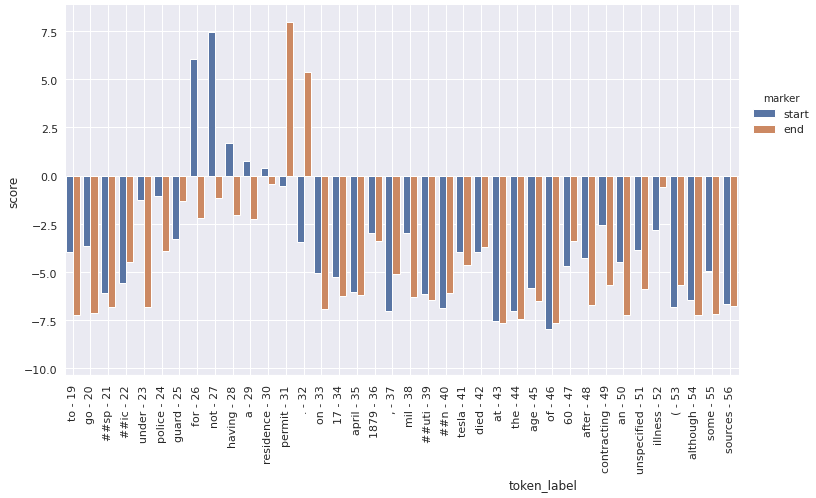 7.5
5.0
2.5
0.0
−2.5
−5.0
−7.5
−10.0
score
marker
start
end
to - 19
go - 20
##sp - 21
##ic - 22
under - 23
police - 24
guard - 25
for - 26
not - 27
having - 28
a - 29
residence - 30
permit - 31
. - 32
on - 33
17 - 34
april - 35
1879 - 36
, - 37
mil - 38
##uti - 39
##n - 40
tesla - 41
died - 42
at - 43
the - 44
age - 45
of - 46
60 - 47
after - 48
contracting - 49
an - 50
unspecified - 51
illness - 52
( - 53
although - 54
some - 55
sources - 56
token_label